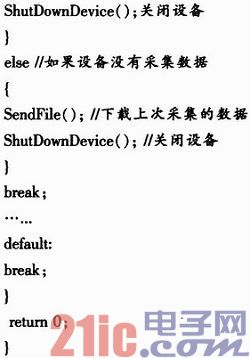 ShutDownDevice();关闭设备
}
else //如果设备没有采集数据
{
SendFile(); //下载上次采集的数据
ShutDownDevice(); //关闭设备
}
break;
…...
default:
break;
}
return 0;
}
21ic.com 电子网